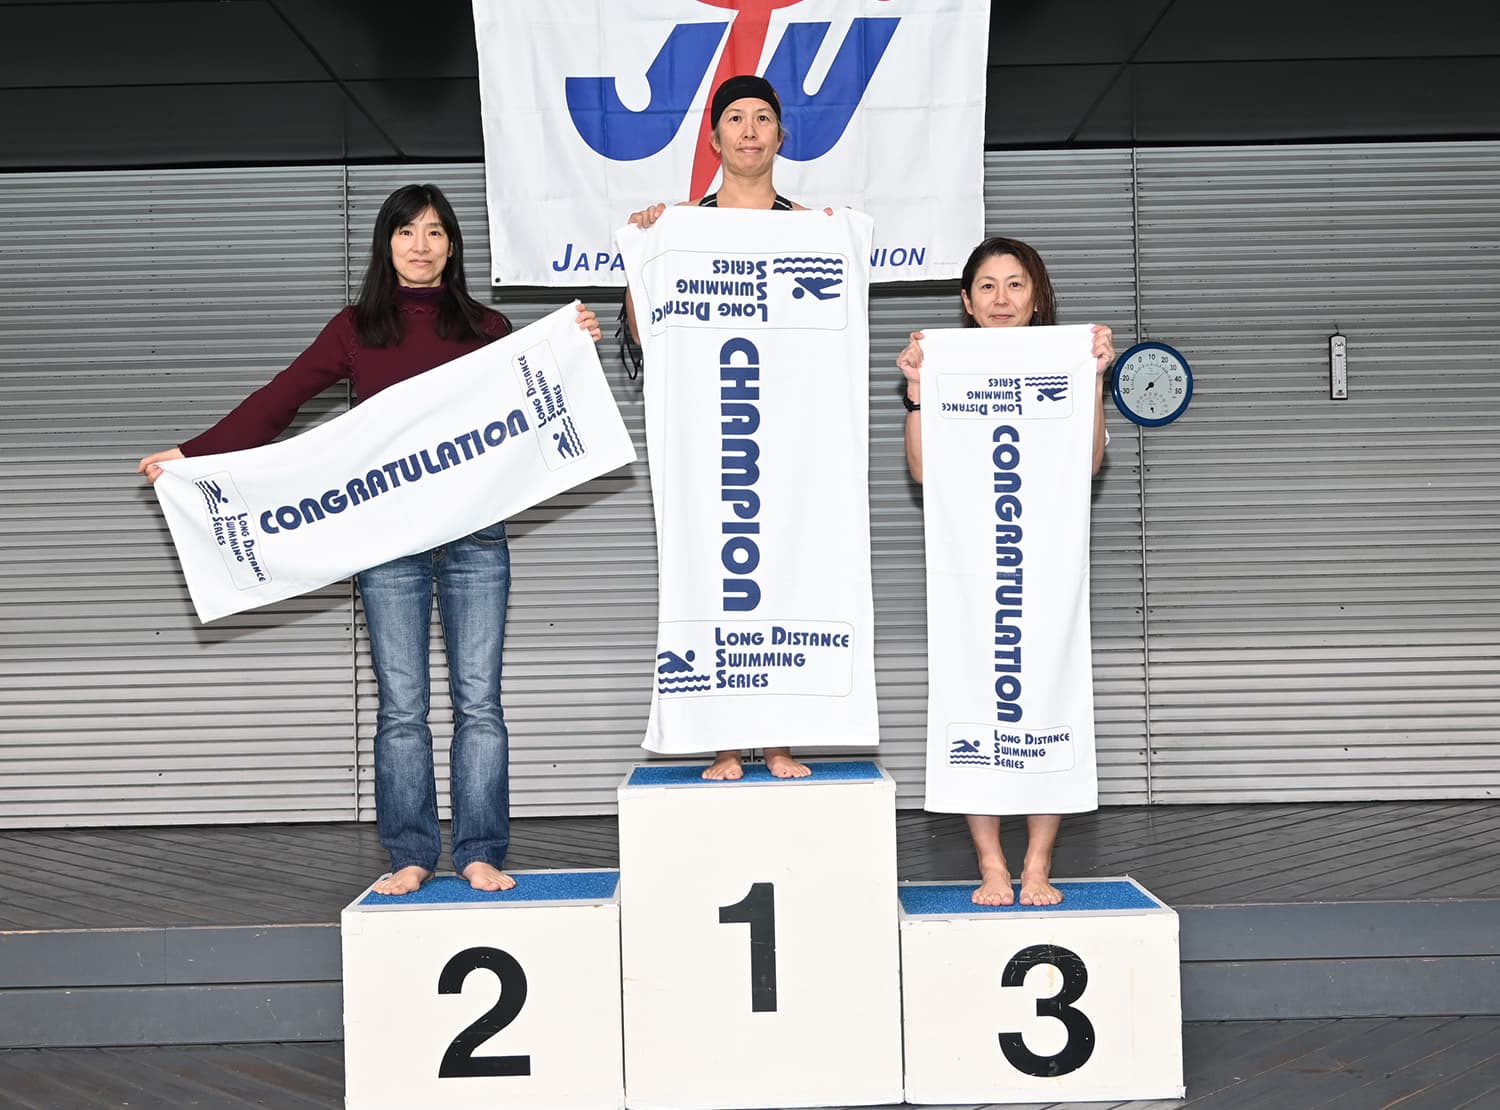 JTU
JAPA
NION
SERIES
SWIMMING
LONG DISTANCE
CHAMPION
LONG DISTANCE
SWIMMING
SERIES
LONG DISTANCE
SWIMMING
SERIES
CONGRATULATION
LONG DISTANCE
SWIMMING
SERIES
SERIES
SWIMMING
LONG DISTANCE
CONGRATULATION
LONG DISTANCE
SWIMMING
SERIES
2
1
3